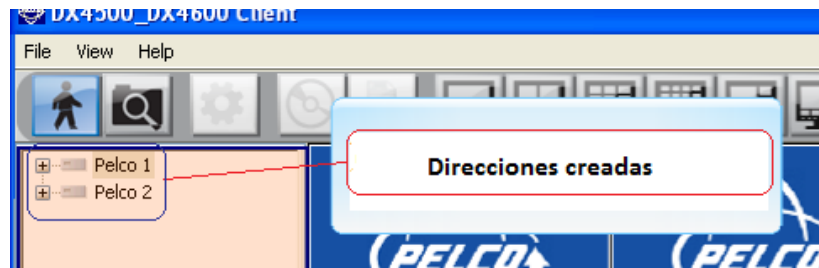 DX4500_DX4600 Client
File View Help
Pelco 1
Pelco 2
Direcciones creadas
PELCO
PELCO